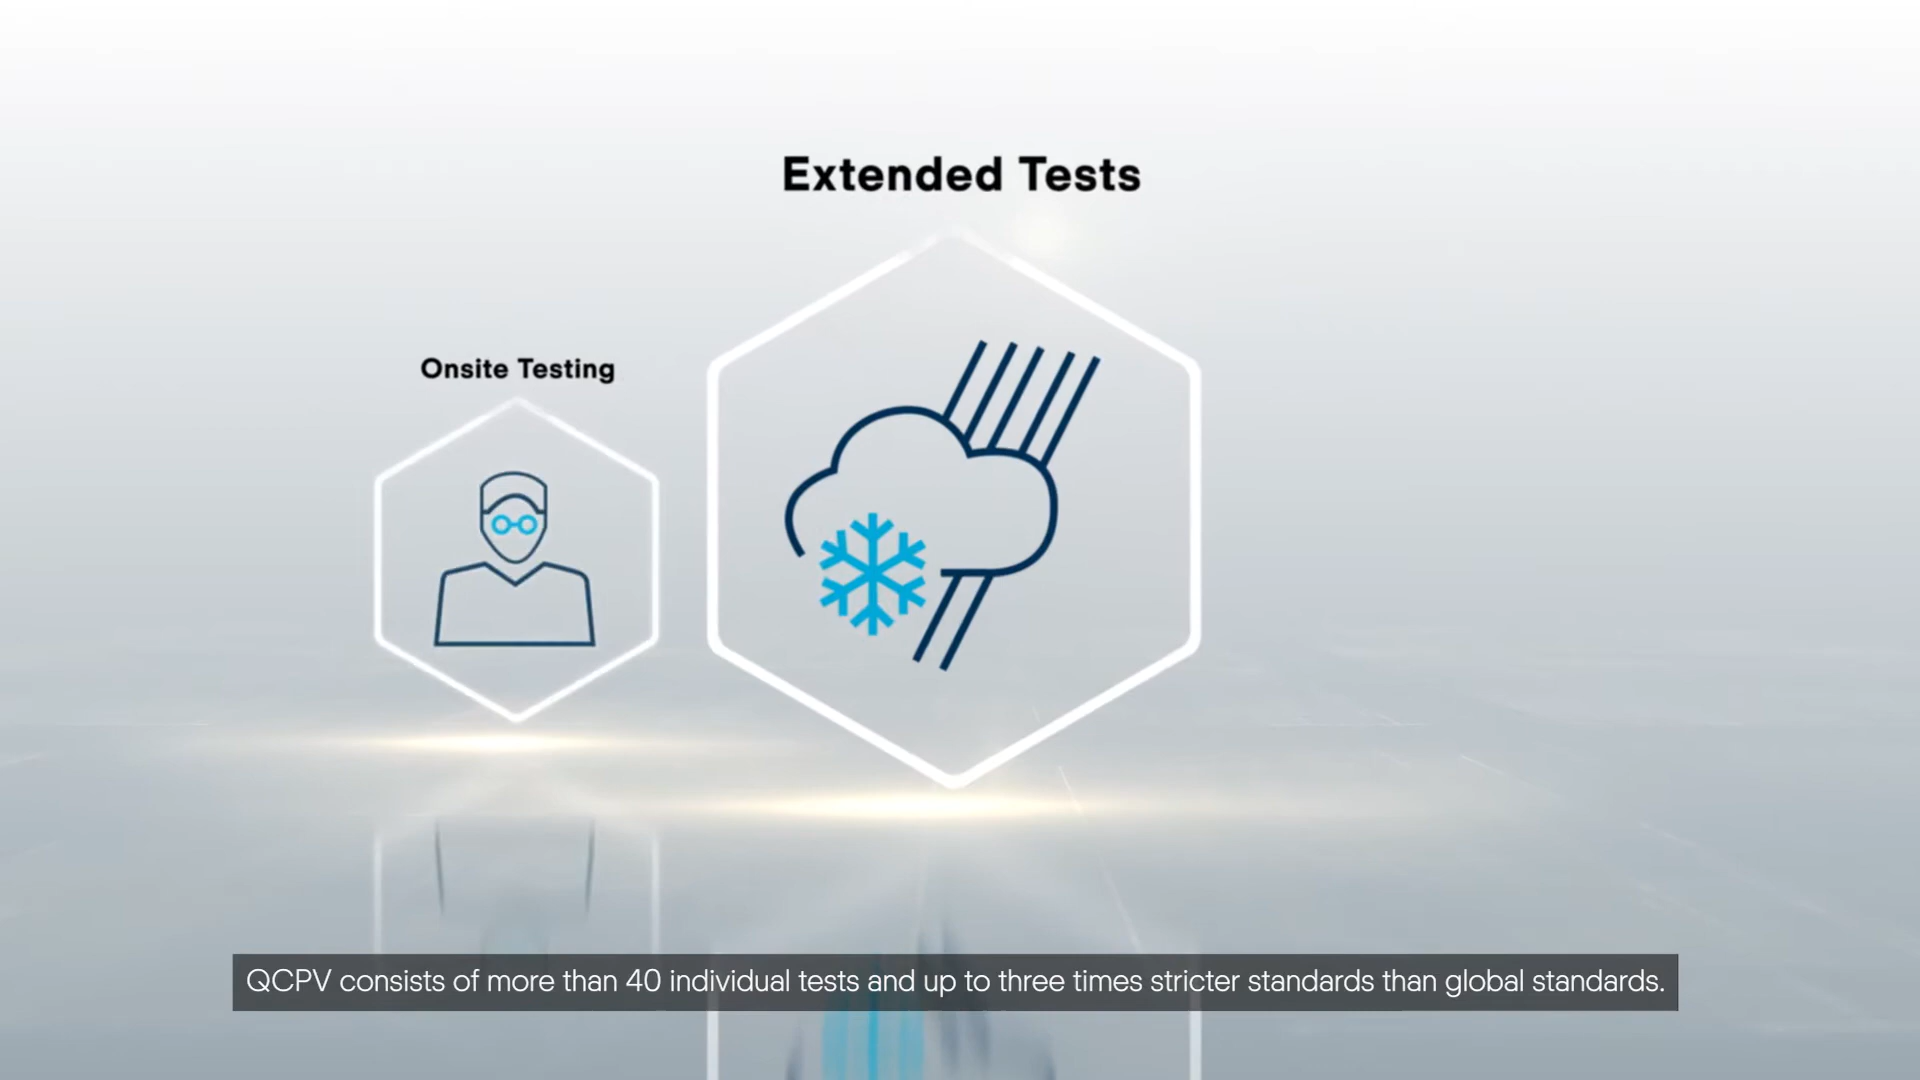 Extended Tests
Onsite Testing
QCPV consists of more than 40 individual tests and up to three times stricter standards than global standards.